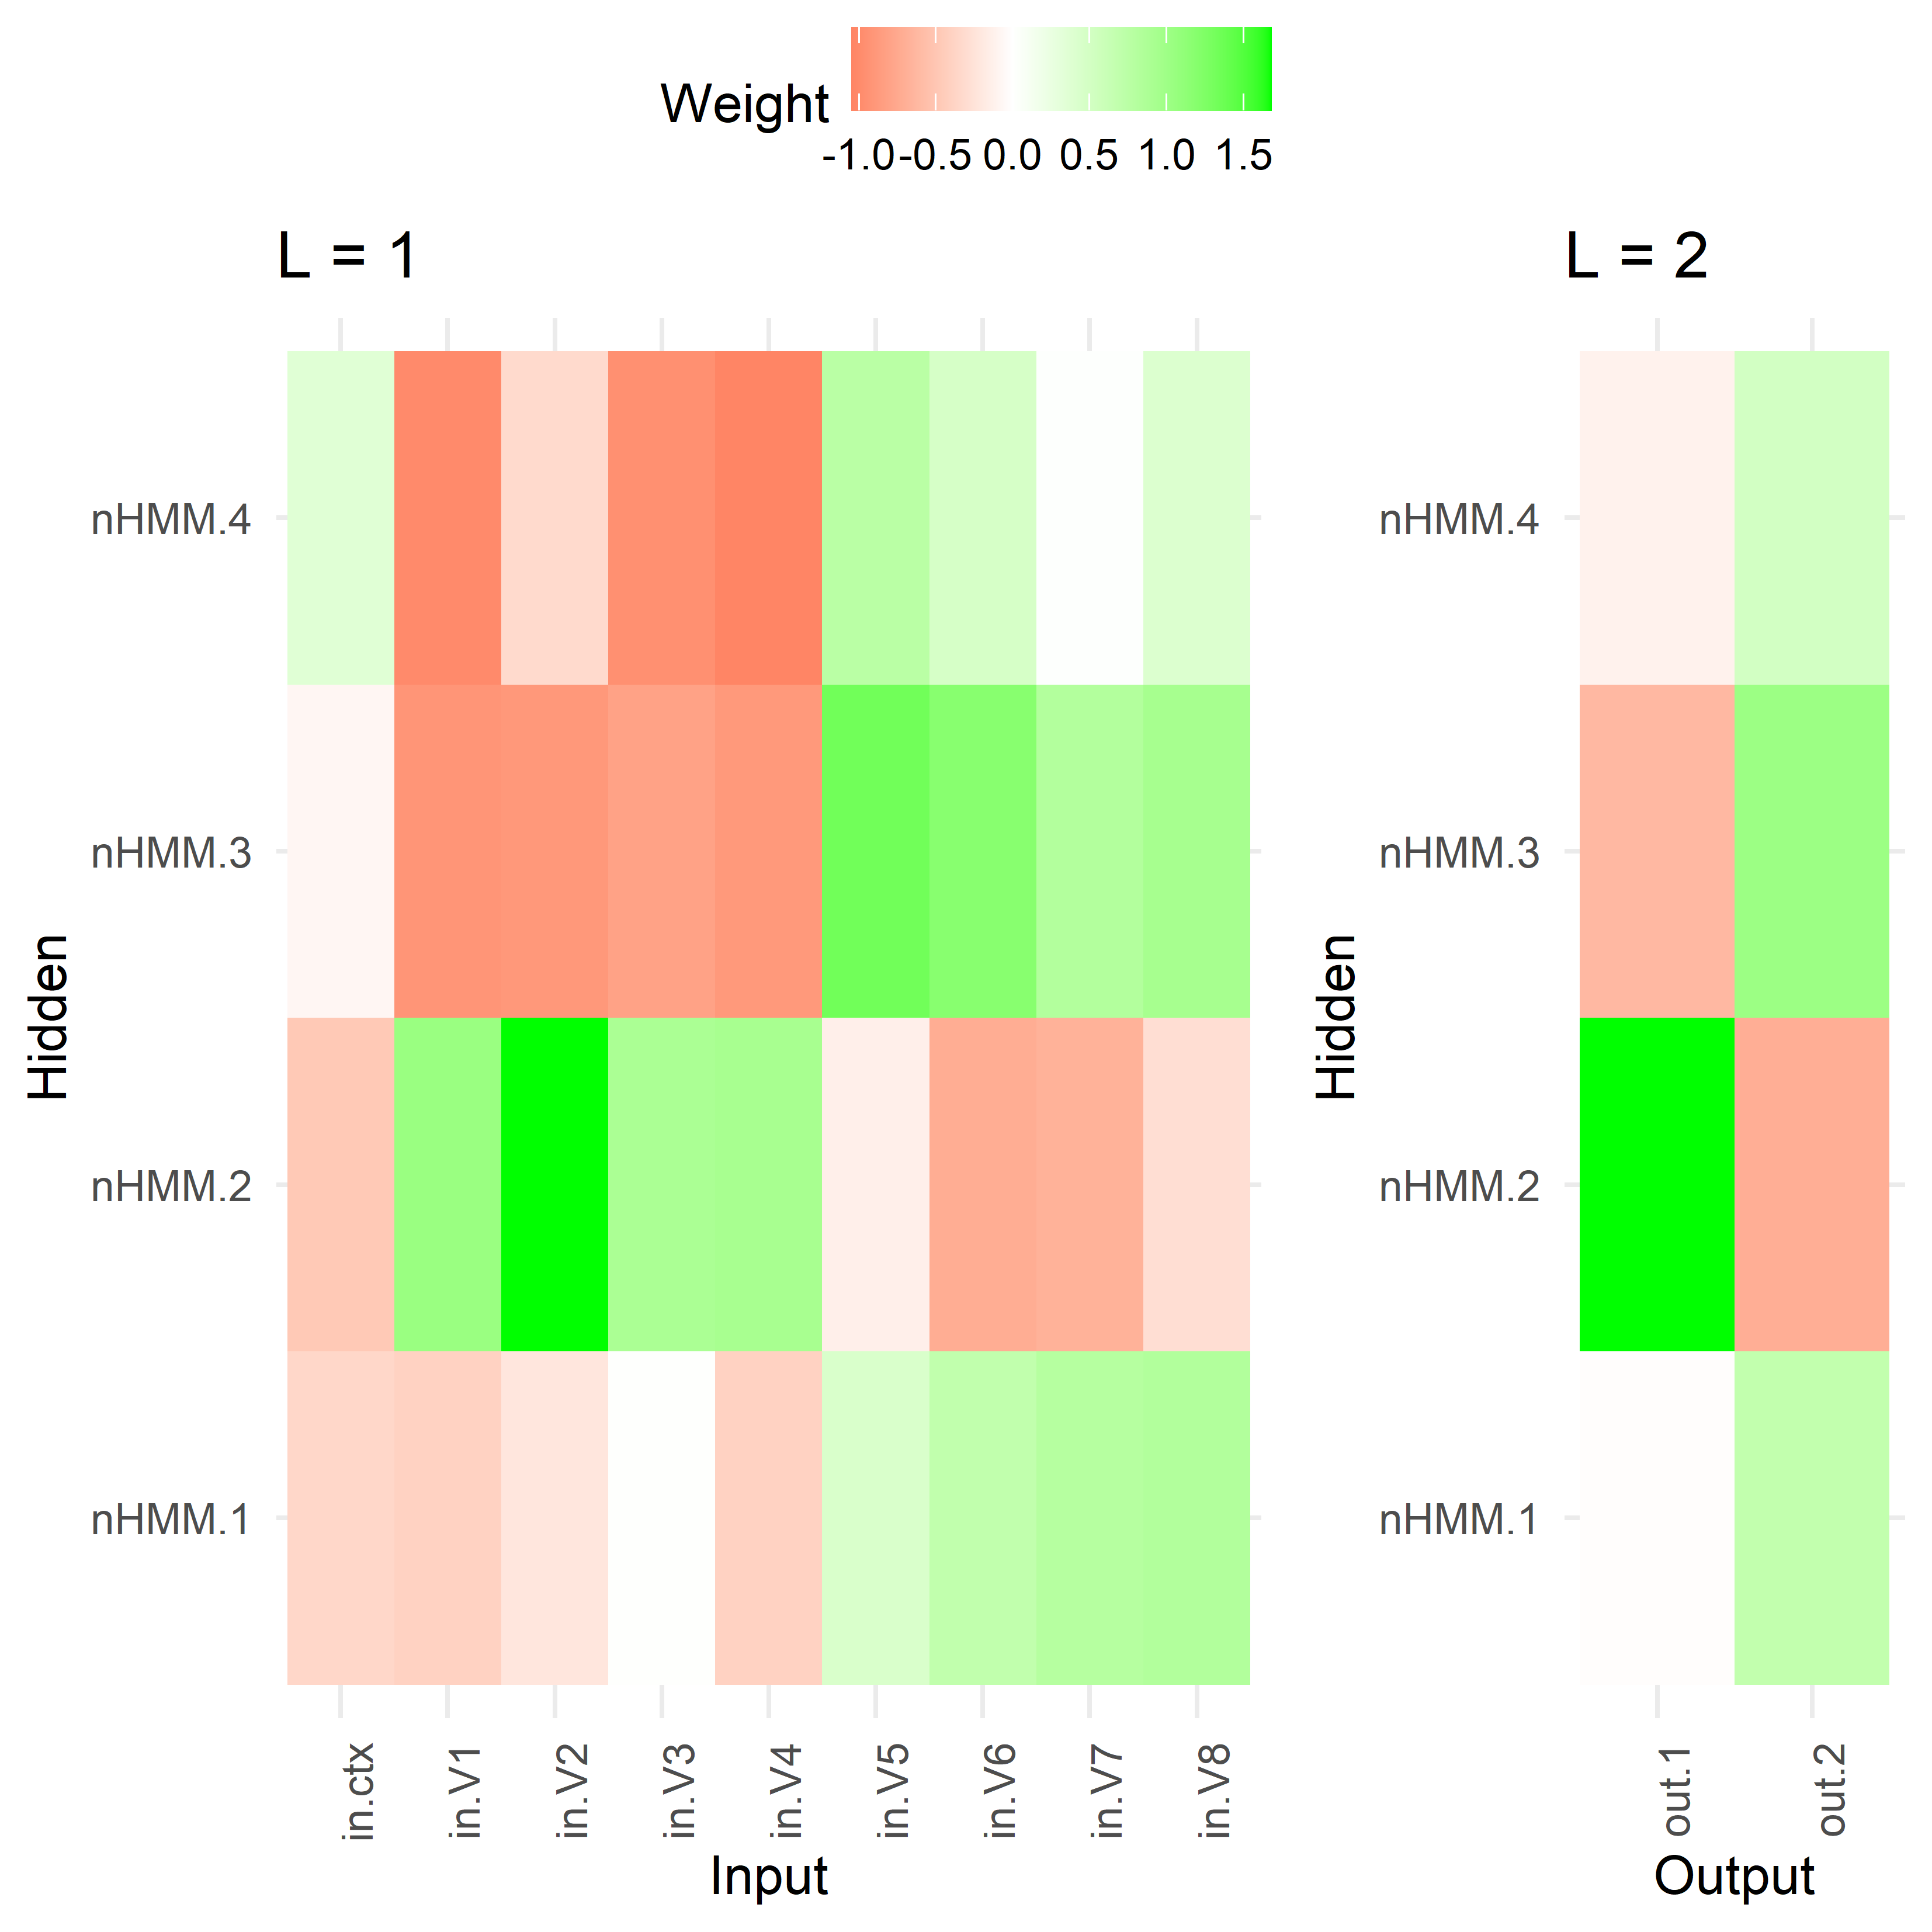 Weight
-1.0 -0.5 0.0 0.5 1.0 1.5
L = 1
nHMM.4
nHMM.3
nHMM.2
nHMM.1
Hidden
in.ctx in.V1 in.V2 in.V3 in.V4 in.V5 in.V6 in.V7 in.V8
Input
L = 2
nHMM.4
nHMM.3
nHMM.2
nHMM.1
Hidden
out.1 out.2
Output